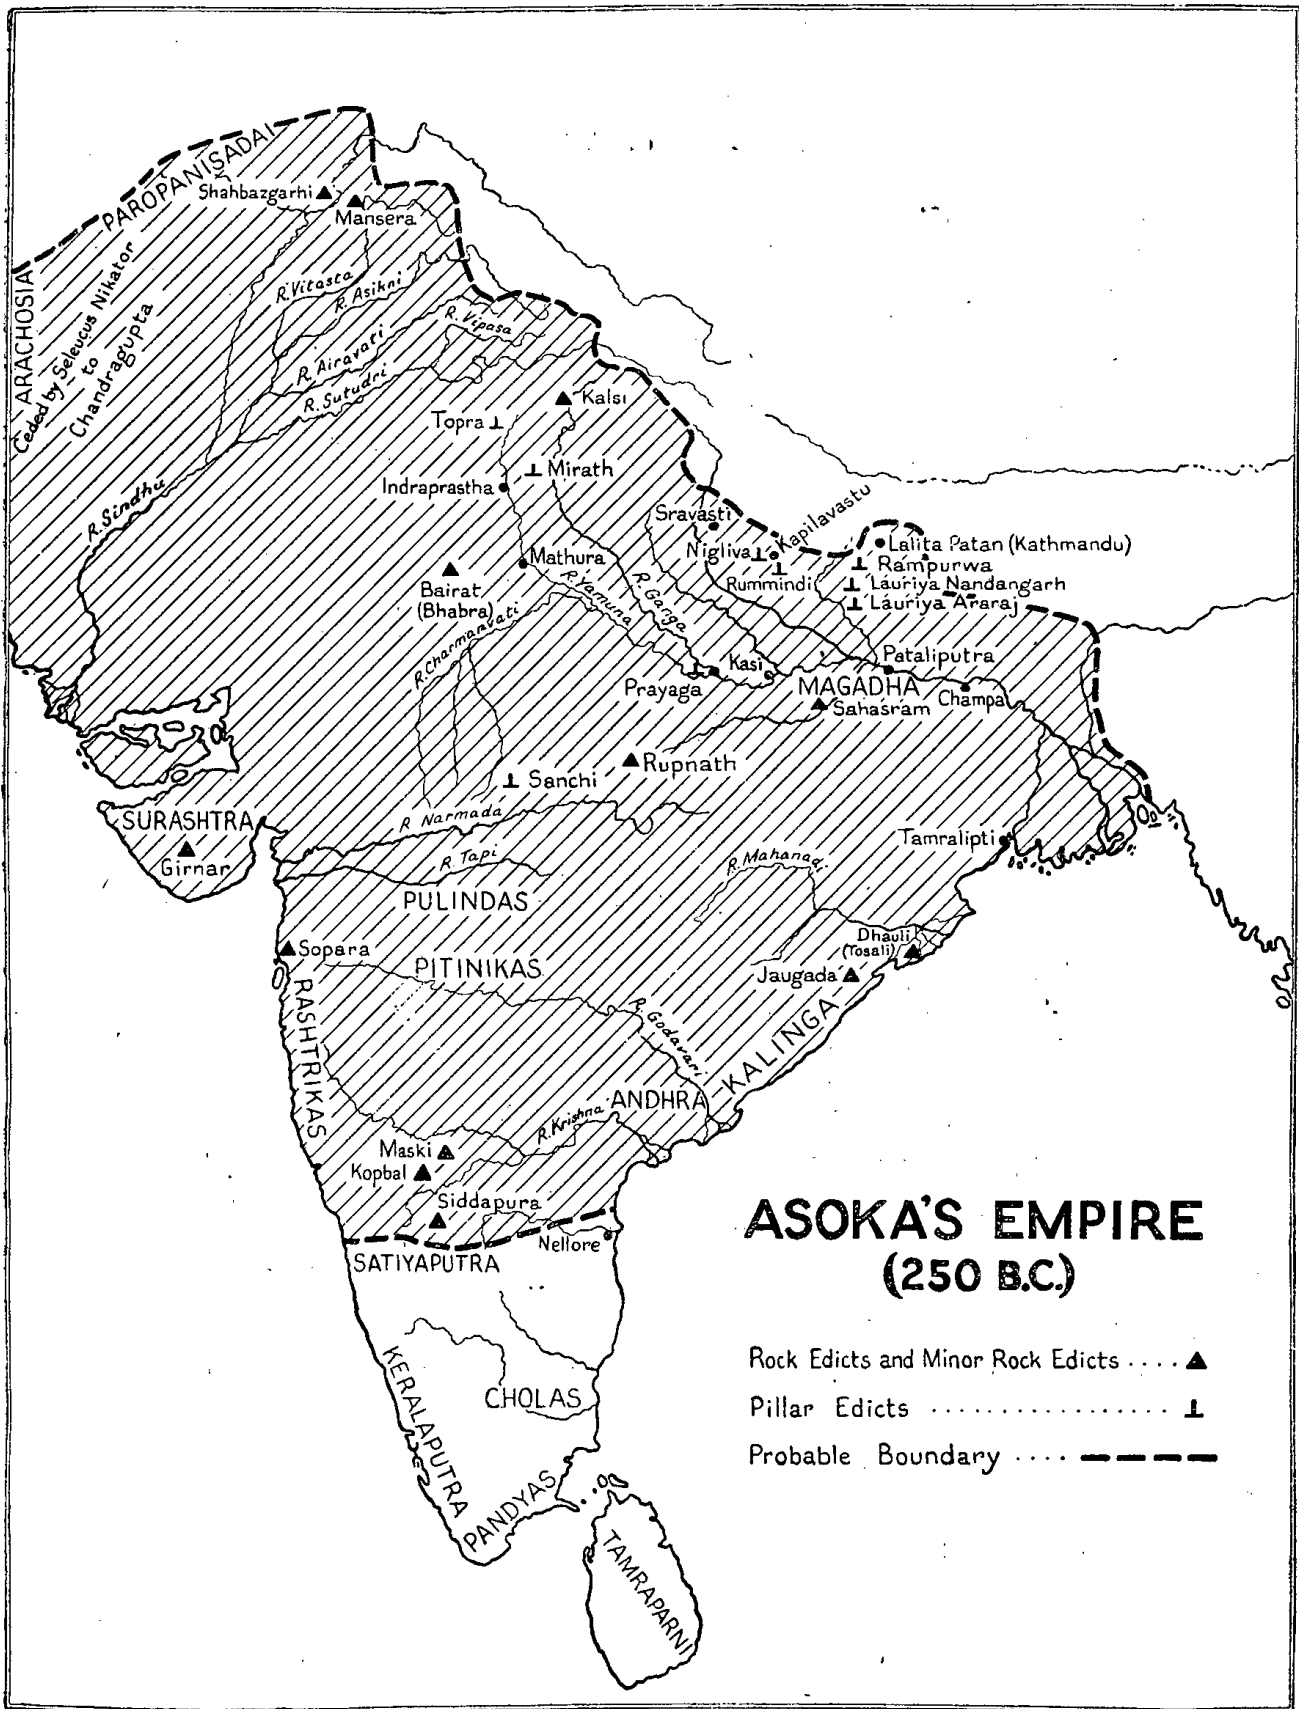 PAROPANISADAI
Shahbazgarhi
Mansera
ARACHOSIA
Ceded by Seleucus Nikator
to
Chandragupta
R. Vitasta
R. Asikni
R. Vipasa
R. Airavati
R. Sutudri
Kalsi
Topra
Mirath
Indraprastha
R. Sindhu
Sravasti
Kapilavastu
Nigliva
Rummindi
Lalita Patan (Kathmandu)
Rampurwa
Lauriya Nandangarh
Lauriya Araraj
Mathura
Bairat
(Bhabra)
R. Yamuna
R. Ganga
R. Charmanvati
Pataliputra
Kasi
Prayaga
MAGADHA
Champa
Sahasram
Rupnath
Sanchi
R. Narmada
SURASHTRA
Girnar
Tamralipti
R. Tapi
R. Mahanadi
PULINDAS
Dhauli
(Tosali)
Sopara
PITINIKAS
Jaugada
RASHTRIKAS
R. Godavari
KALINGA
ANDHRA
R. Krishna
Maski
Kopbal
Siddapura
Nellore
SATIYAPUTRA
ASOKA'S EMPIRE
(250 B.C.)
KERALAPUTRA
CHOLAS
PANDYAS
TAMRAPARNI
Rock Edicts and Minor Rock Edicts ....
Pillar Edicts ................
Probable Boundary ....